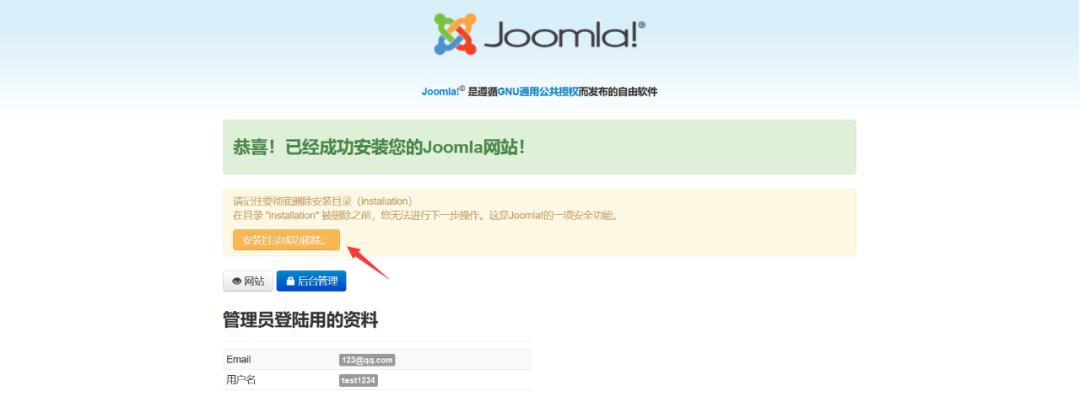 Joomla!®
Joomla!® 是遵循GNU通用公共授权而发布的自由软件
恭喜！已经成功安装您的Joomla网站！
请记住要彻底删除安装目录（installation）
在目录 "installation" 被删除之前，您无法进行下一步操作。这是Joomla!的一项安全功能。
安装目录成功移除。
网站 后台管理
管理员登陆用的资料
Email 123@qq.com
用户名 test1234